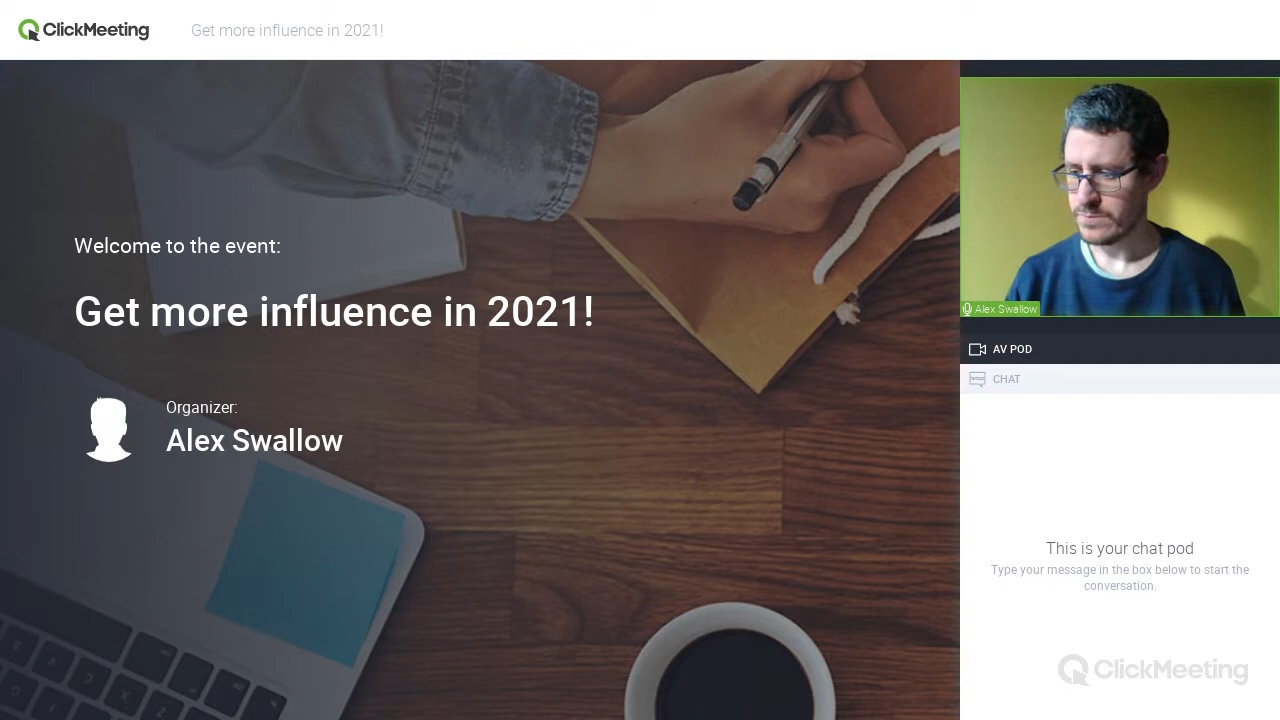 ClickMeeting
Get more influence in 2021!
Welcome to the event:
Get more influence in 2021!
Organizer:
Alex Swallow
Alex Swallow
AV POD
CHAT
This is your chat pod
Type your message in the box below to start the
conversation.
ClickMeeting